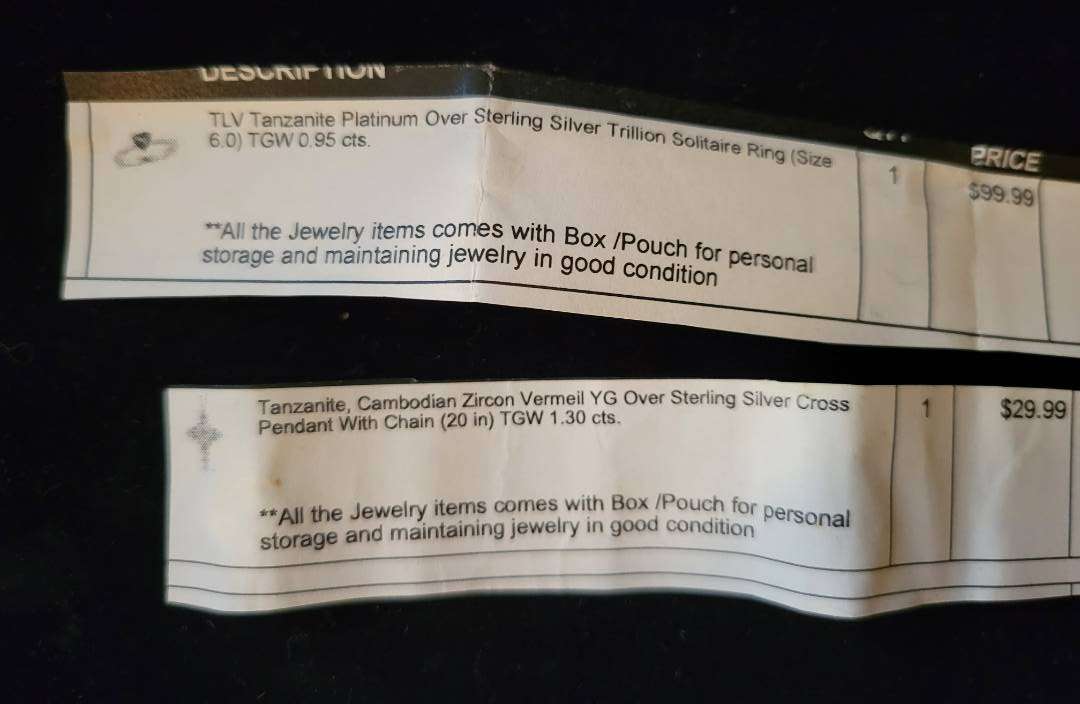 DESCRIPTION
PRICE
TLV Tanzanite Platinum Over Sterling Silver Trillion Solitaire Ring (Size
6.0) TGW 0.95 cts.
1
$99.99
**All the Jewelry items comes with Box /Pouch for personal
storage and maintaining jewelry in good condition
Tanzanite, Cambodian Zircon Vermeil YG Over Sterling Silver Cross
Pendant With Chain (20 in) TGW 1.30 cts.
1
$29.99
**All the Jewelry items comes with Box /Pouch for personal
storage and maintaining jewelry in good condition